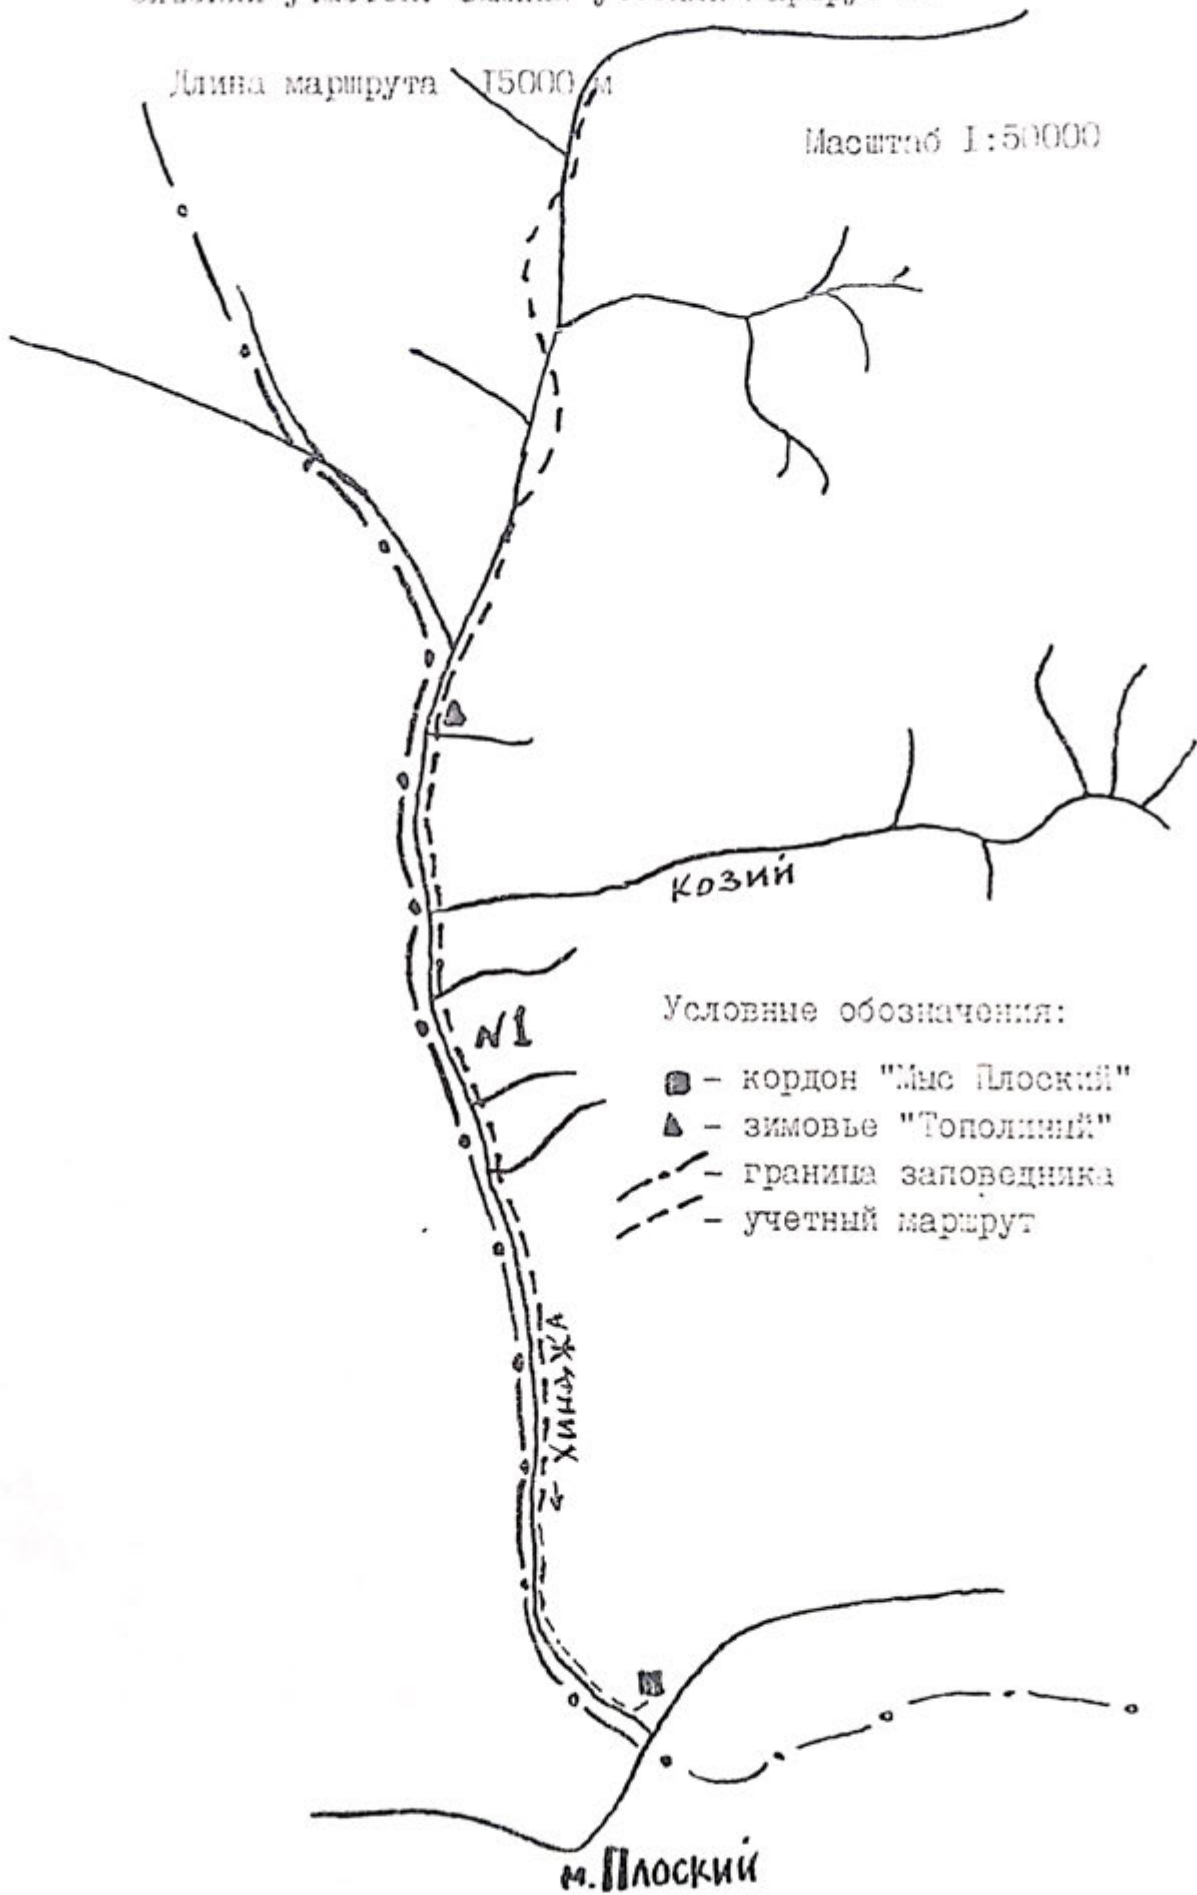 Длина маршрута 15000 м
Масштаб 1:50000
Козий
N1
Условные обозначения:
- кордон "Мыс Плоский"
- зимовье "Тополиный"
- граница заповедника
- учетный маршрут
← Хинджа
м. Плоский